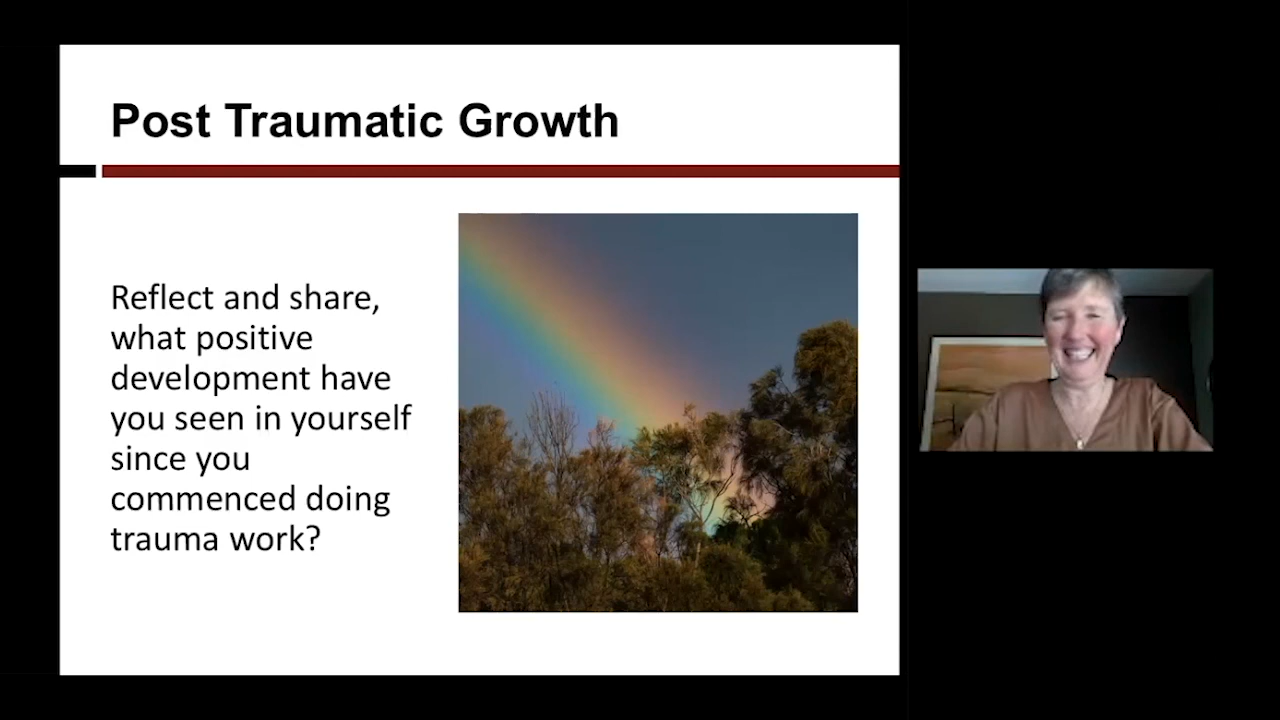 Post Traumatic Growth
Reflect and share,
what positive
development have
you seen in yourself
since you
commenced doing
trauma work?